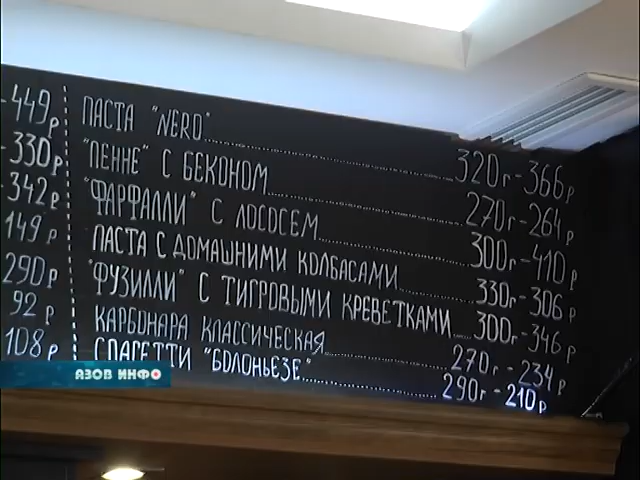 449р
ПАСТА "NERO" 320г-366р
330р
"ПЕННЕ" С БЕКОНОМ 270г-264р
342р
"ФАРФАЛЛИ" С ЛОСОСЕМ 300г-410р
149р
ПАСТА С ДОМАШНИМИ КОЛБАСАМИ 330г-306р
290р
"ФУЗИЛЛИ" С ТИГРОВЫМИ КРЕВЕТКАМИ 300г-346р
92р
КАРБОНАРА КЛАССИЧЕСКАЯ 270г-234р
108р
СПАГЕТТИ "БОЛОНЬЕЗЕ" 290г-210р
АЗОВ ИНФО